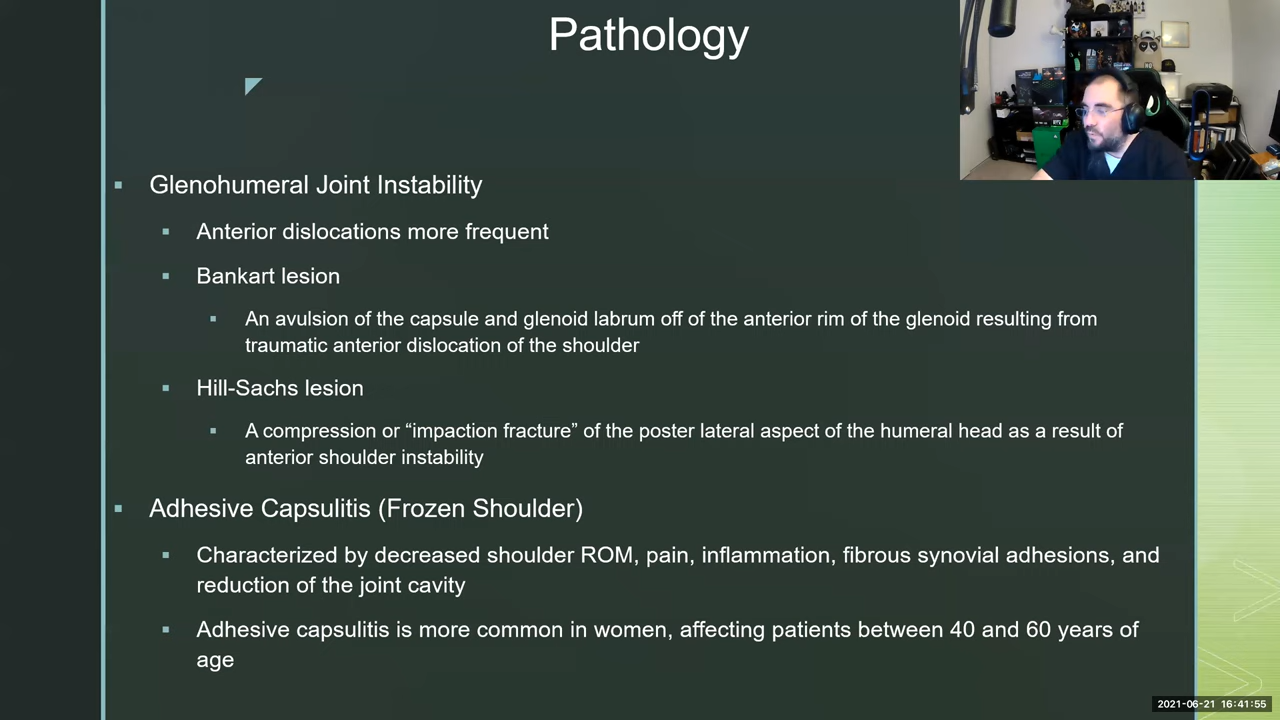 Pathology
Glenohumeral Joint Instability
Anterior dislocations more frequent
Bankart lesion
An avulsion of the capsule and glenoid labrum off of the anterior rim of the glenoid resulting from
traumatic anterior dislocation of the shoulder
Hill-Sachs lesion
A compression or “impaction fracture” of the poster lateral aspect of the humeral head as a result of
anterior shoulder instability
Adhesive Capsulitis (Frozen Shoulder)
Characterized by decreased shoulder ROM, pain, inflammation, fibrous synovial adhesions, and
reduction of the joint cavity
Adhesive capsulitis is more common in women, affecting patients between 40 and 60 years of
age
2021-06-21 16:41:55